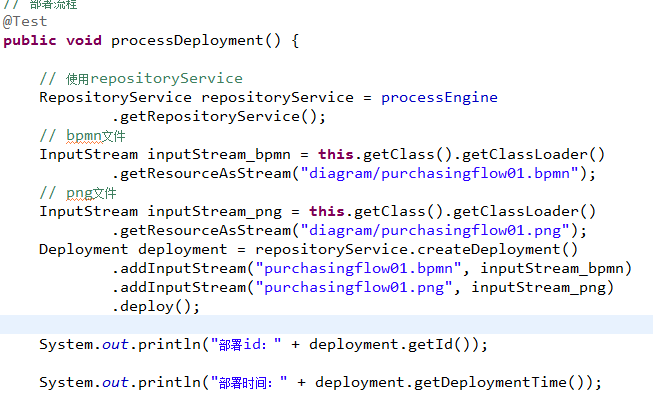 // 部署流程
@Test
public void processDeployment() {
// 使用repositoryService
RepositoryService repositoryService = processEngine
.getRepositoryService();
// bpmn文件
InputStream inputStream_bpmn = this.getClass().getClassLoader()
.getResourceAsStream("diagram/purchasingflow01.bpmn");
// png文件
InputStream inputStream_png = this.getClass().getClassLoader()
.getResourceAsStream("diagram/purchasingflow01.png");
Deployment deployment = repositoryService.createDeployment()
.addInputStream("purchasingflow01.bpmn", inputStream_bpmn)
.addInputStream("purchasingflow01.png", inputStream_png)
.deploy();
System.out.println("部署id：" + deployment.getId());
System.out.println("部署时间：" + deployment.getDeploymentTime());